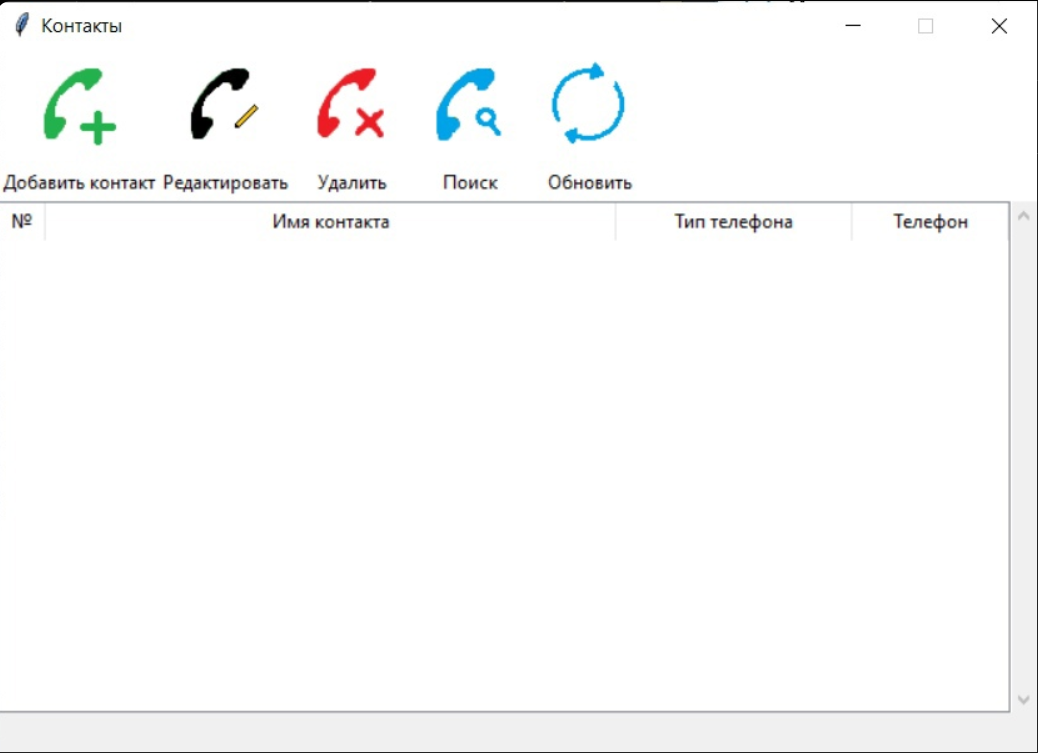 Контакты
Добавить контакт Редактировать Удалить Поиск Обновить
№ Имя контакта Тип телефона Телефон